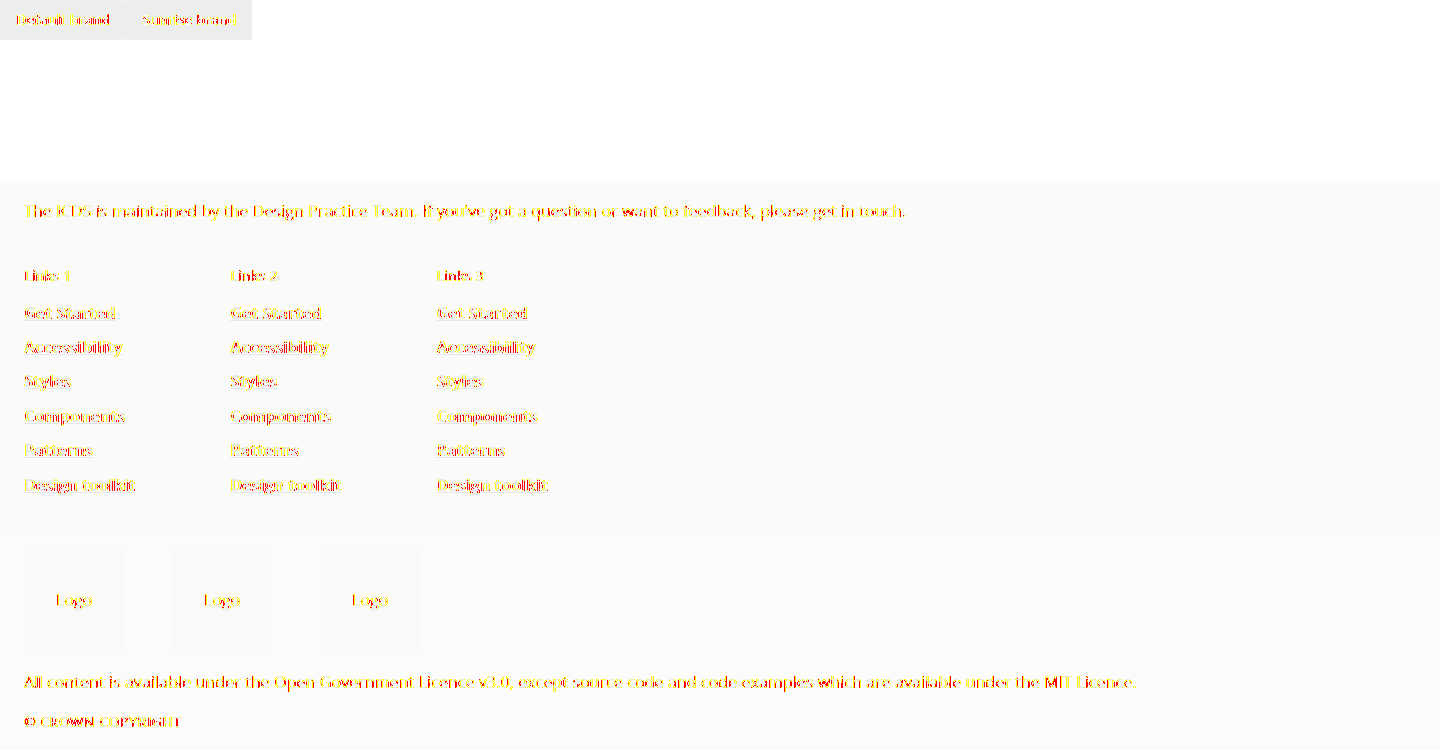 Default brand Sunrise brand
The ICDS is maintained by the Design Practice Team. If you've got a question or want to feedback, please get in touch.
Links 1 Links 2 Links 3
Get Started Get Started Get Started
Accessibility Accessibility Accessibility
Styles Styles Styles
Components Components Components
Patterns Patterns Patterns
Design toolkit Design toolkit Design toolkit
Logo Logo Logo
All content is available under the Open Government Licence v3.0, except source code and code examples which are available under the MIT Licence.
© CROWN COPYRIGHT